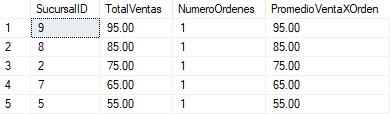 SucursalID TotalVentas NumeroOrdenes PromedioVentaXOrden
1 9 95.00 1 95.00
2 8 85.00 1 85.00
3 2 75.00 1 75.00
4 7 65.00 1 65.00
5 5 55.00 1 55.00